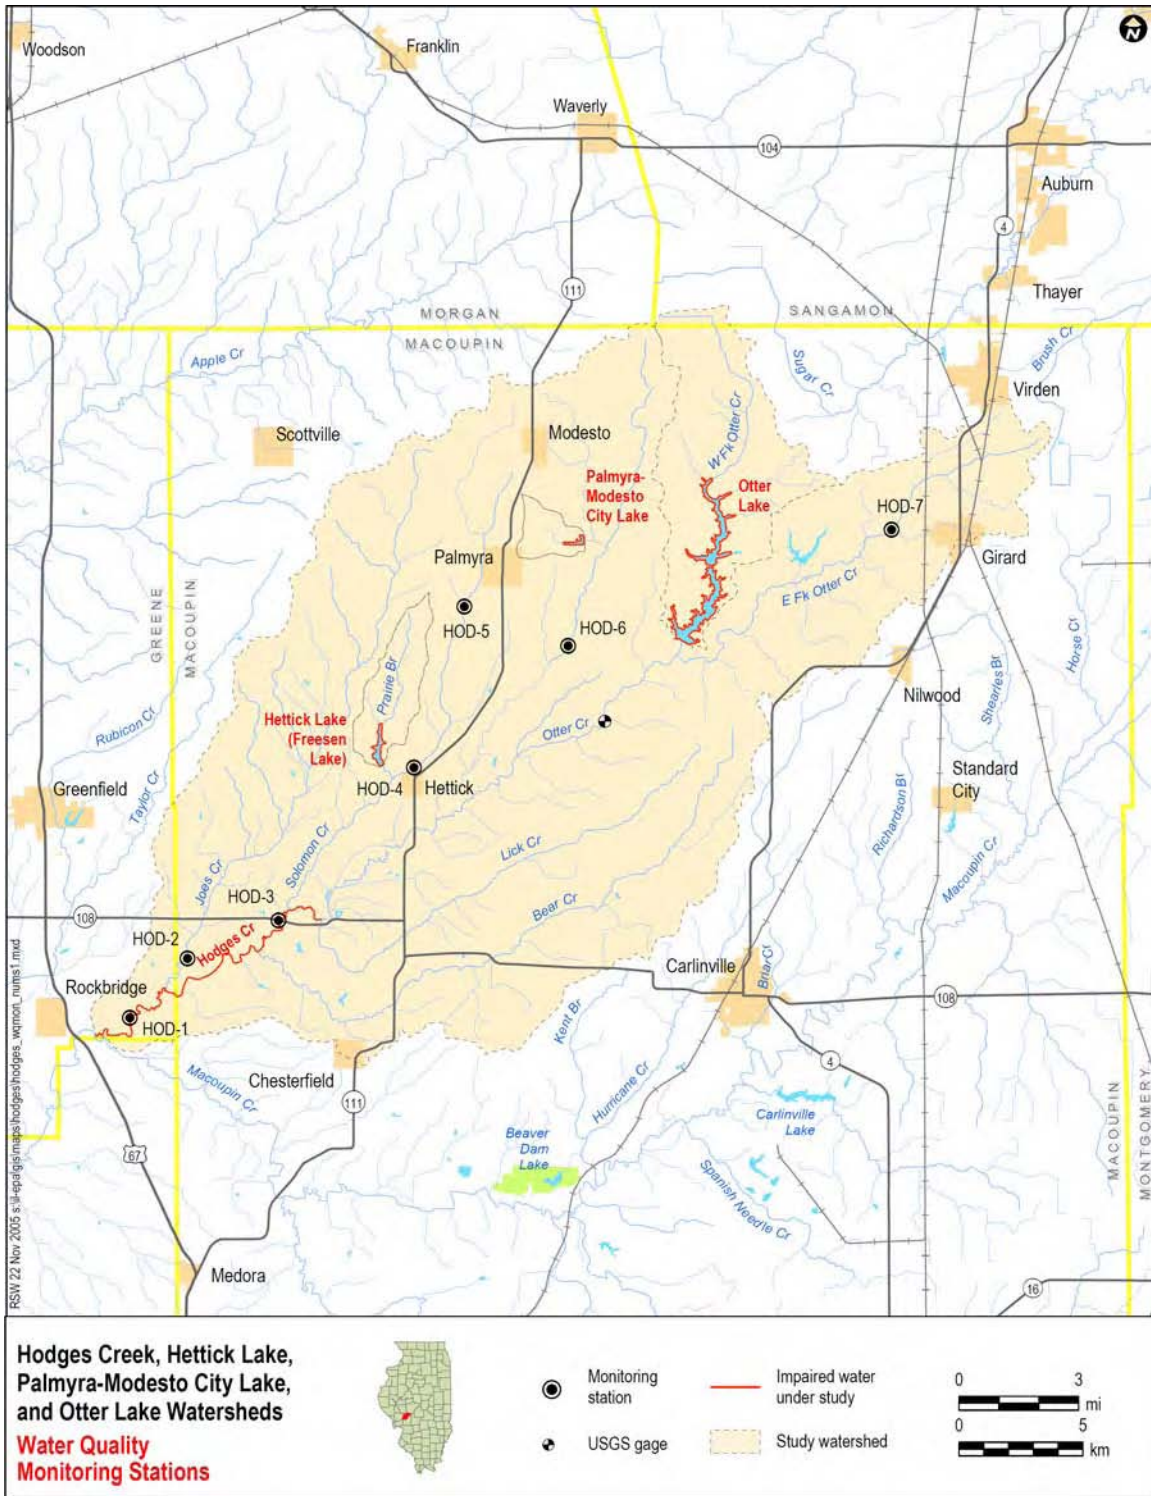 Woodson
Franklin
N
Waverly
104
Auburn
4
Thayer
111
MORGAN
SANGAMON
MACOUPIN
Apple Cr
Sugar Cr
Brush Cr
Virden
Scottville
Modesto
W Fk Otter Cr
Palmyra-
Modesto
City Lake
Otter
Lake
HOD-7
Palmyra
Girard
E Fk Otter Cr
GREENE
MACOUPIN
HOD-5
HOD-6
Horse Cr
Prairie Br
Shearles Br
Nilwood
Rubicon Cr
Hettick Lake
(Freesen
Lake)
Otter Cr
HOD-4
Hettick
Standard
City
Greenfield
Taylor Cr
Richardson Br
Solomon Cr
Lick Cr
Macoupin Cr
Joes Cr
HOD-3
Bear Cr
108
HOD-2
Hodges Cr
Carlinville
Briar Cr
Rockbridge
108
HOD-1
Kent Br
Chesterfield
4
Macoupin Cr
Hurricane Cr
111
Carlinville
Lake
67
Beaver
Dam
Lake
Spanish Needle Cr
MACOUPIN
MONTGOMERY
Medora
16
RSW 22 Nov 2005 s:\il-epa\gis\maps\hodges\hodges_wqmon_nums1.mxd
Hodges Creek, Hettick Lake,
Palmyra-Modesto City Lake,
and Otter Lake Watersheds
Water Quality
Monitoring Stations
Monitoring
station
USGS gage
Impaired water
under study
Study watershed
0 3
mi
0 5
km